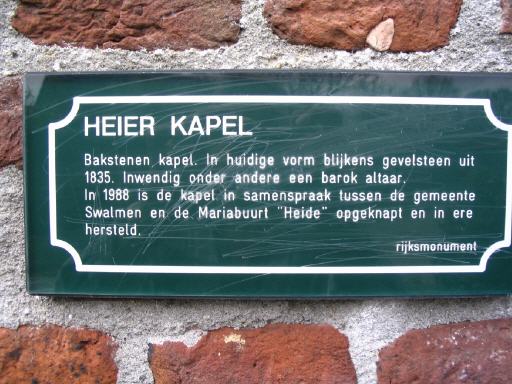 HEIER KAPEL
Bakstenen kapel. In huidige vorm blijkens gevelsteen uit
1835. Inwendig onder andere een barok altaar.
In 1988 is de kapel in samenspraak tussen de gemeente
Swalmen en de Mariabuurt "Heide" opgeknapt en in ere
hersteld.
rijksmonument